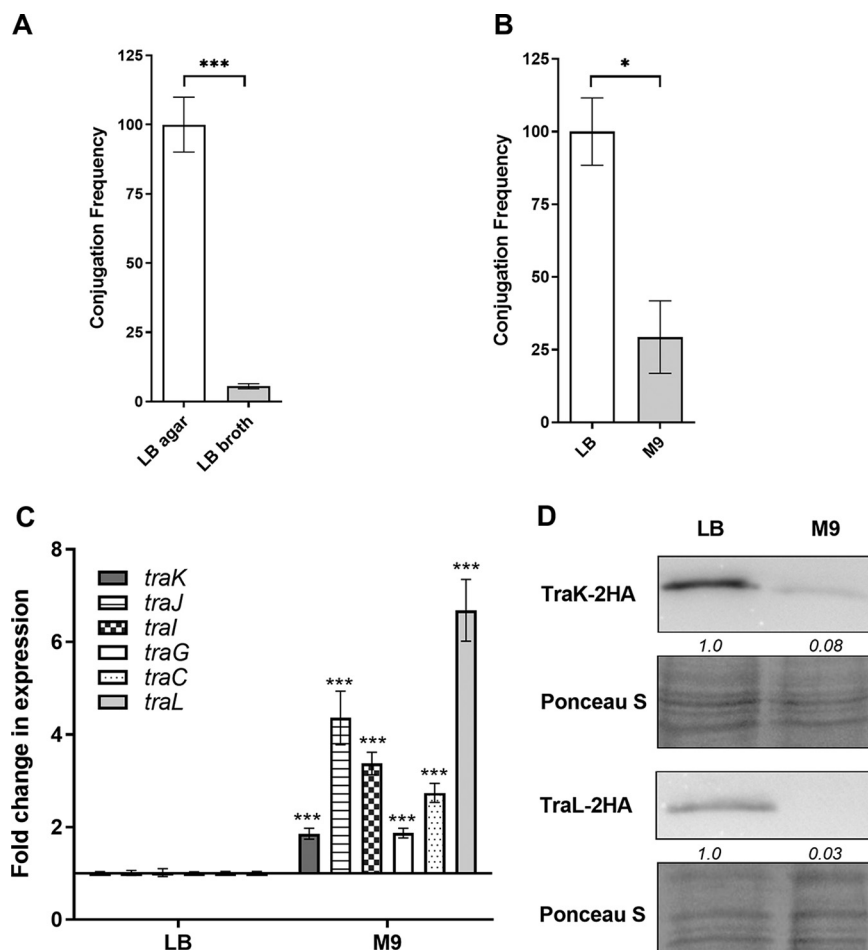 A
Conjugation Frequency
125
100
75
50
25
0
***
LB agar
LB broth
B
Conjugation Frequency
125
100
75
50
25
0
*
LB
M9
C
Fold change in expression
8
6
4
2
0
traK
traJ
traI
traG
traC
traL
***
***
***
***
***
***
LB
M9
D
LB M9
TraK-2HA
1.0 0.08
Ponceau S
TraL-2HA
1.0 0.03
Ponceau S